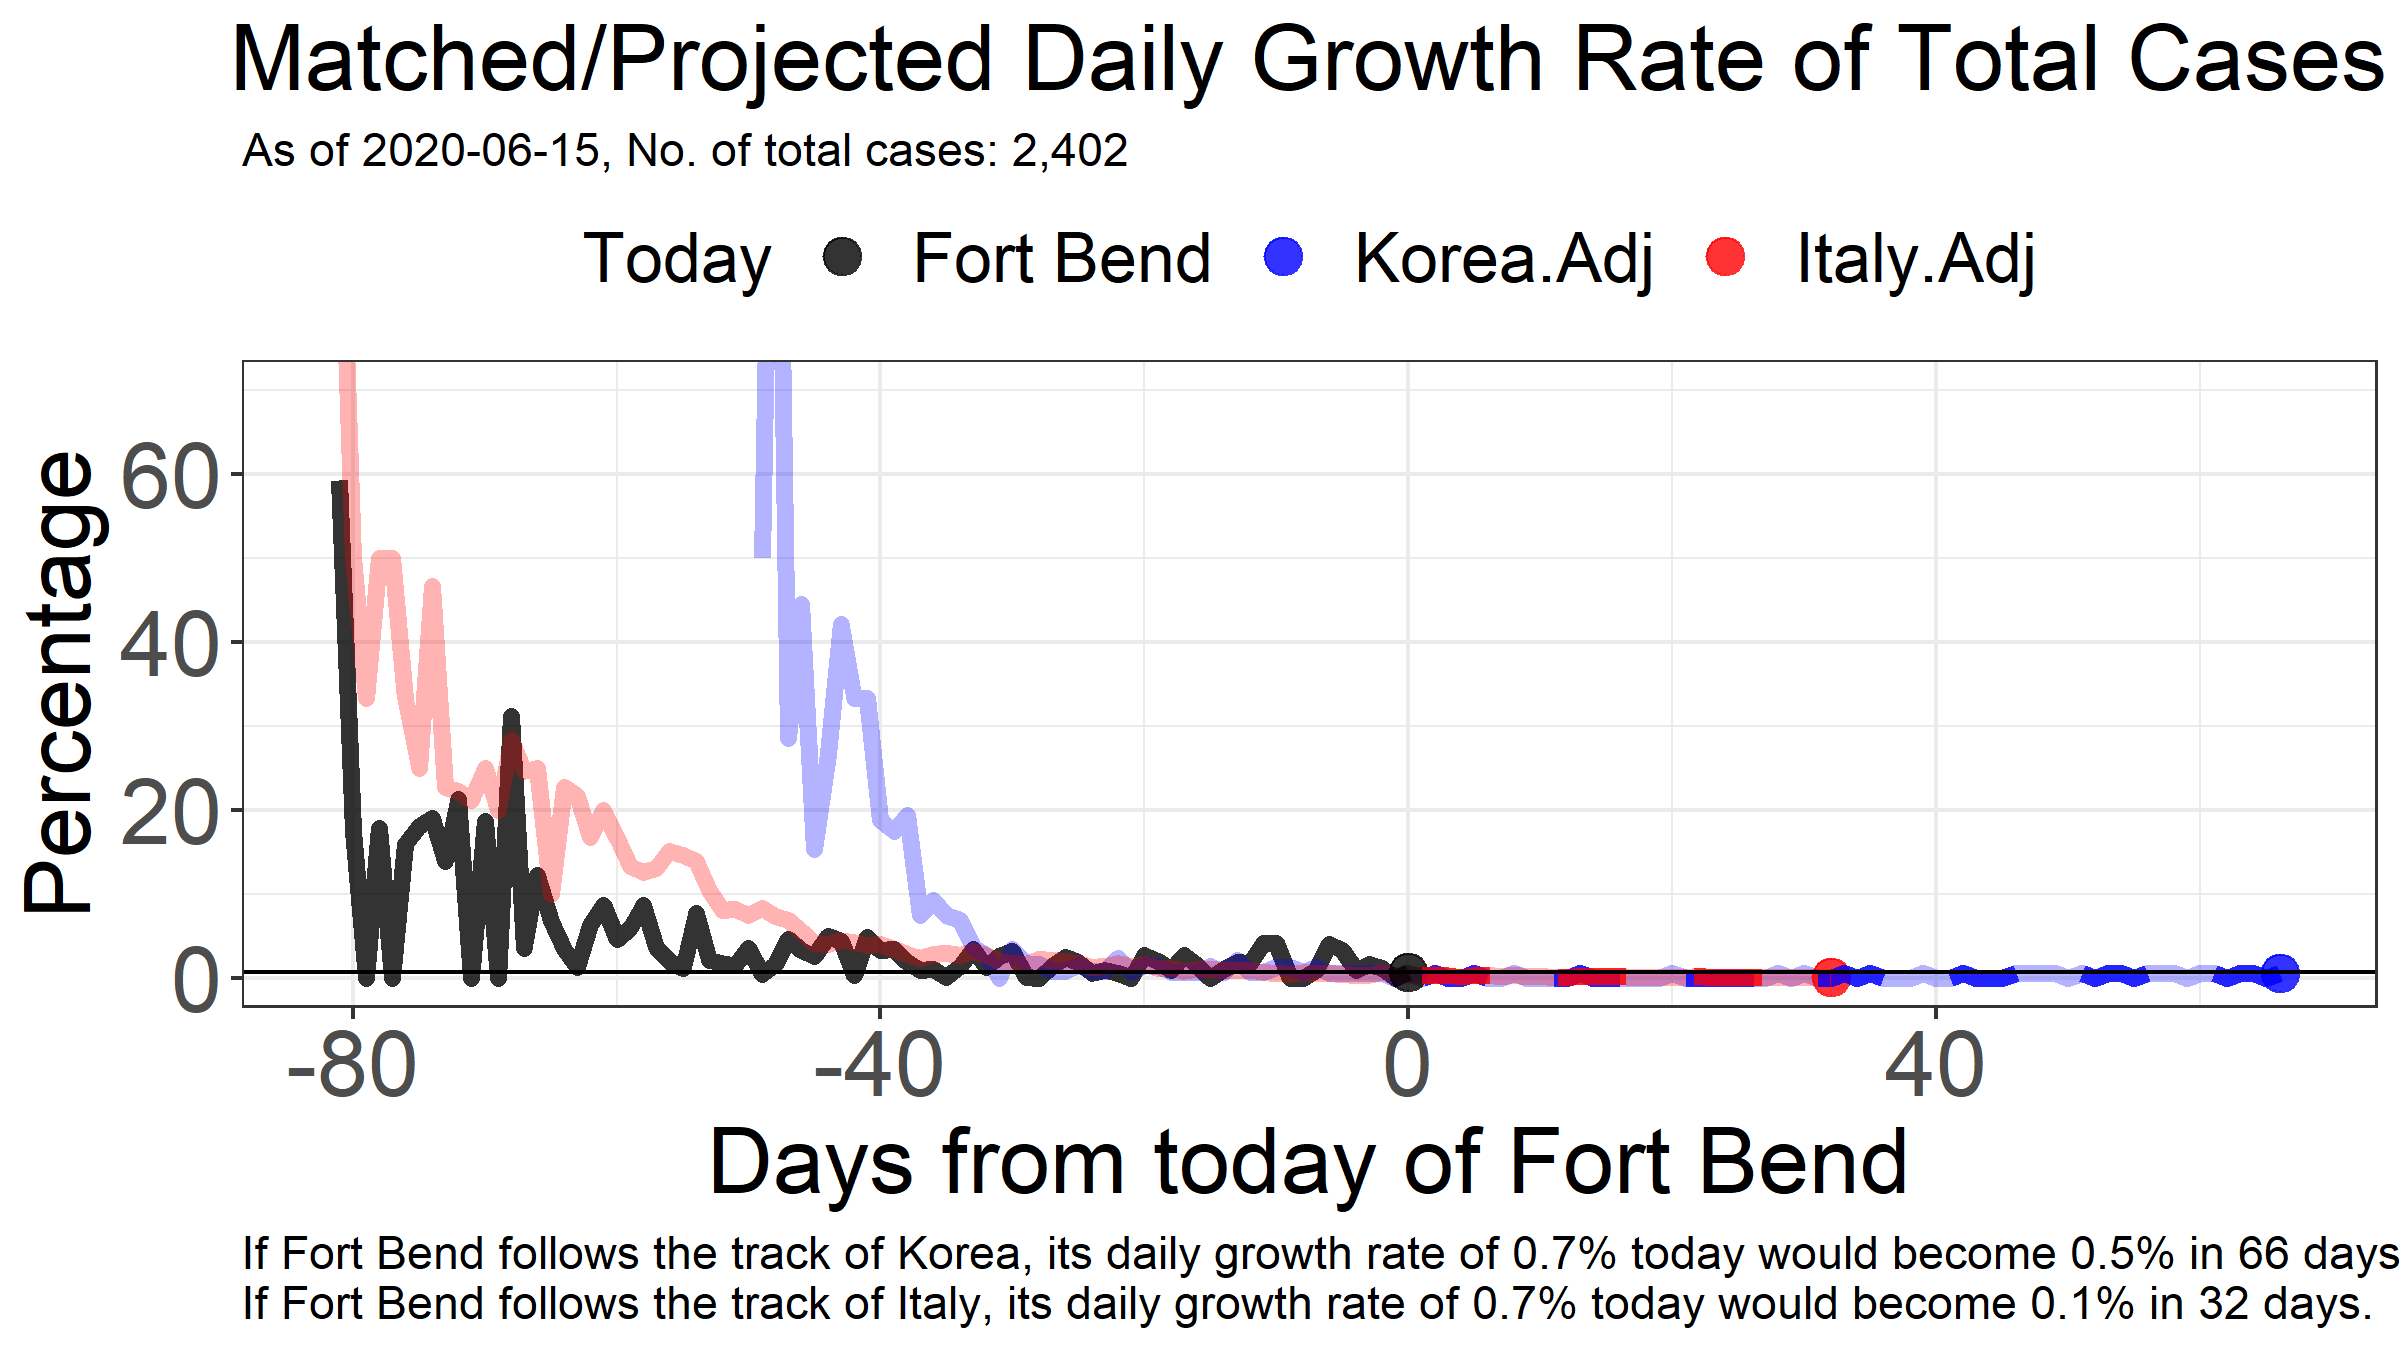 Matched/Projected Daily Growth Rate of Total Cases
As of 2020-06-15, No. of total cases: 2,402
Today Fort Bend Korea.Adj Italy.Adj
Percentage
60
40
20
0
-80 -40 0 40
Days from today of Fort Bend
If Fort Bend follows the track of Korea, its daily growth rate of 0.7% today would become 0.5% in 66 days
If Fort Bend follows the track of Italy, its daily growth rate of 0.7% today would become 0.1% in 32 days.